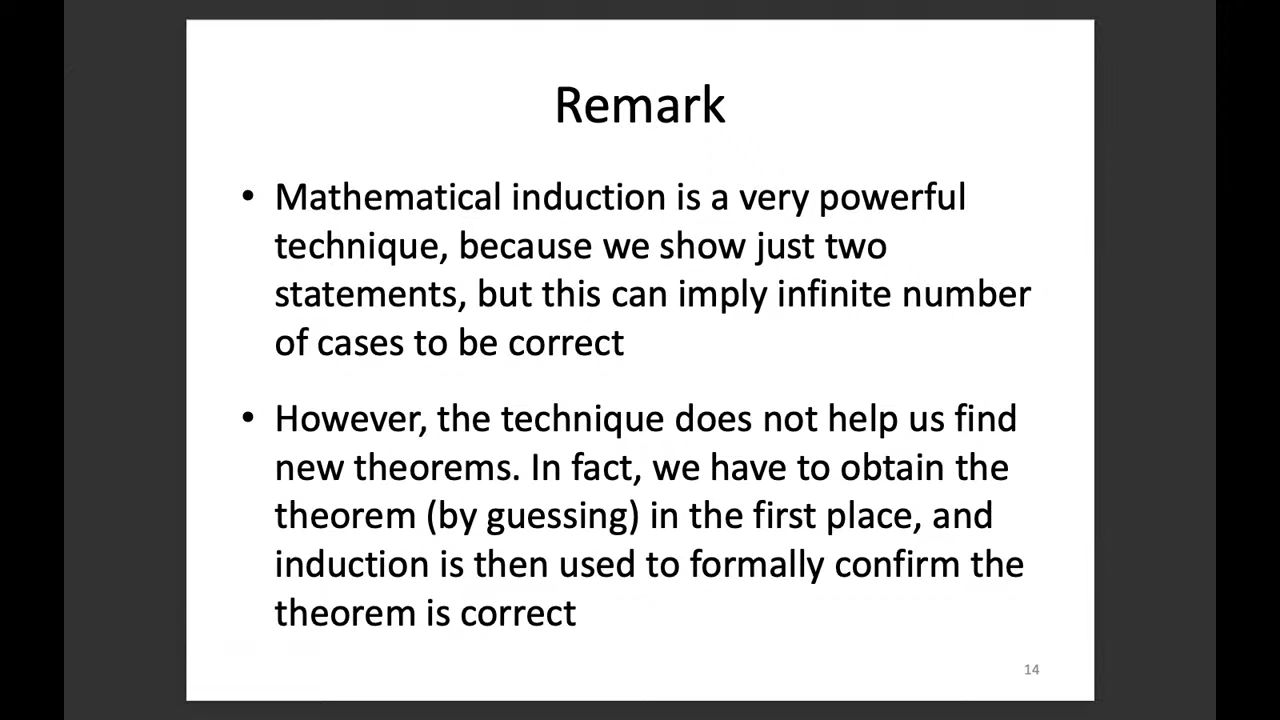 Remark
• Mathematical induction is a very powerful
technique, because we show just two
statements, but this can imply infinite number
of cases to be correct
• However, the technique does not help us find
new theorems. In fact, we have to obtain the
theorem (by guessing) in the first place, and
induction is then used to formally confirm the
theorem is correct
14